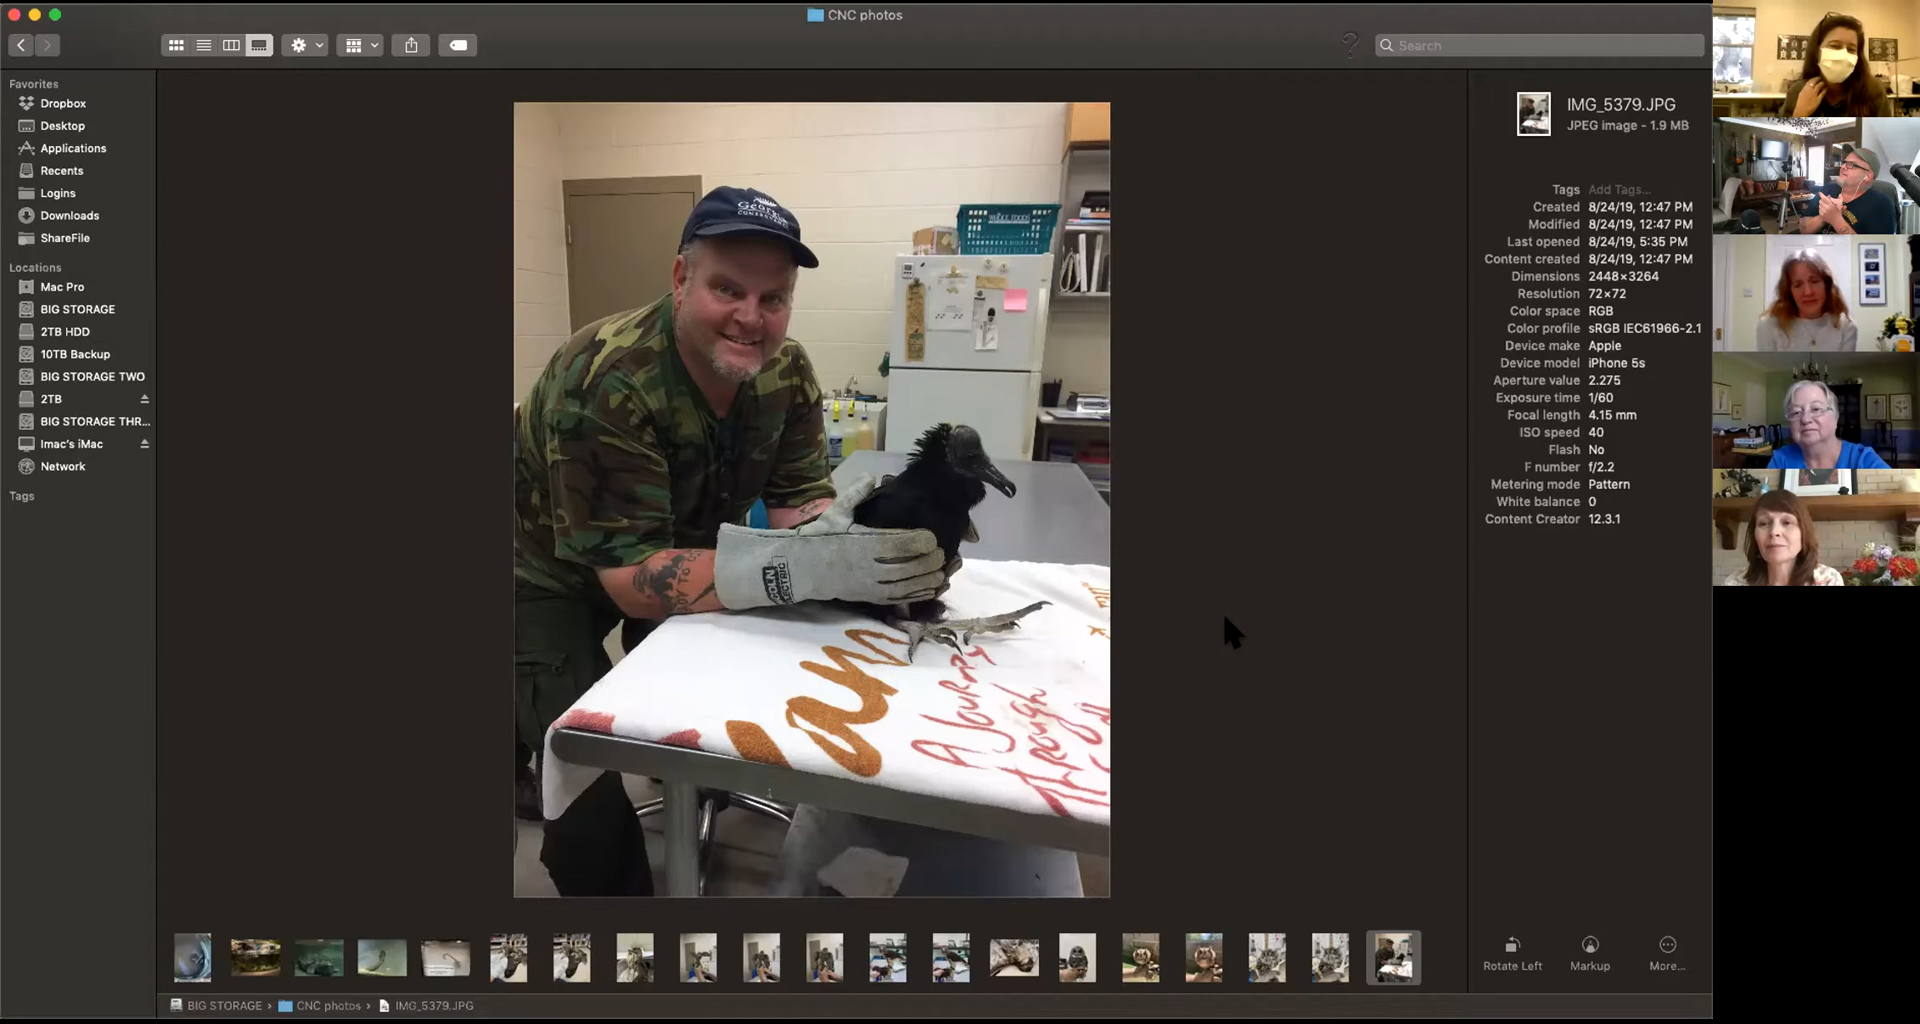 CNC photos
Search
Favorites
Dropbox
Desktop
Applications
Recents
Logins
Downloads
ShareFile
Locations
Mac Pro
BIG STORAGE
2TB HDD
10TB Backup
BIG STORAGE TWO
2TB
BIG STORAGE THR...
Imac's iMac
Network
Tags
WHOLE FOODS
LINCOLN
ELECTRIC
A Journey
Through
IMG_5379.JPG
JPEG image - 1.9 MB
Tags Add Tags...
Created 8/24/19, 12:47 PM
Modified 8/24/19, 12:47 PM
Last opened 8/24/19, 5:35 PM
Content created 8/24/19, 12:47 PM
Dimensions 2448×3264
Resolution 72×72
Color space RGB
Color profile sRGB IEC61966-2.1
Device make Apple
Device model iPhone 5s
Aperture value 2.275
Exposure time 1/60
Focal length 4.15 mm
ISO speed 40
Flash No
F number f/2.2
Metering mode Pattern
White balance 0
Content Creator 12.3.1
Rotate Left
Markup
More...
BIG STORAGE › CNC photos › IMG_5379.JPG